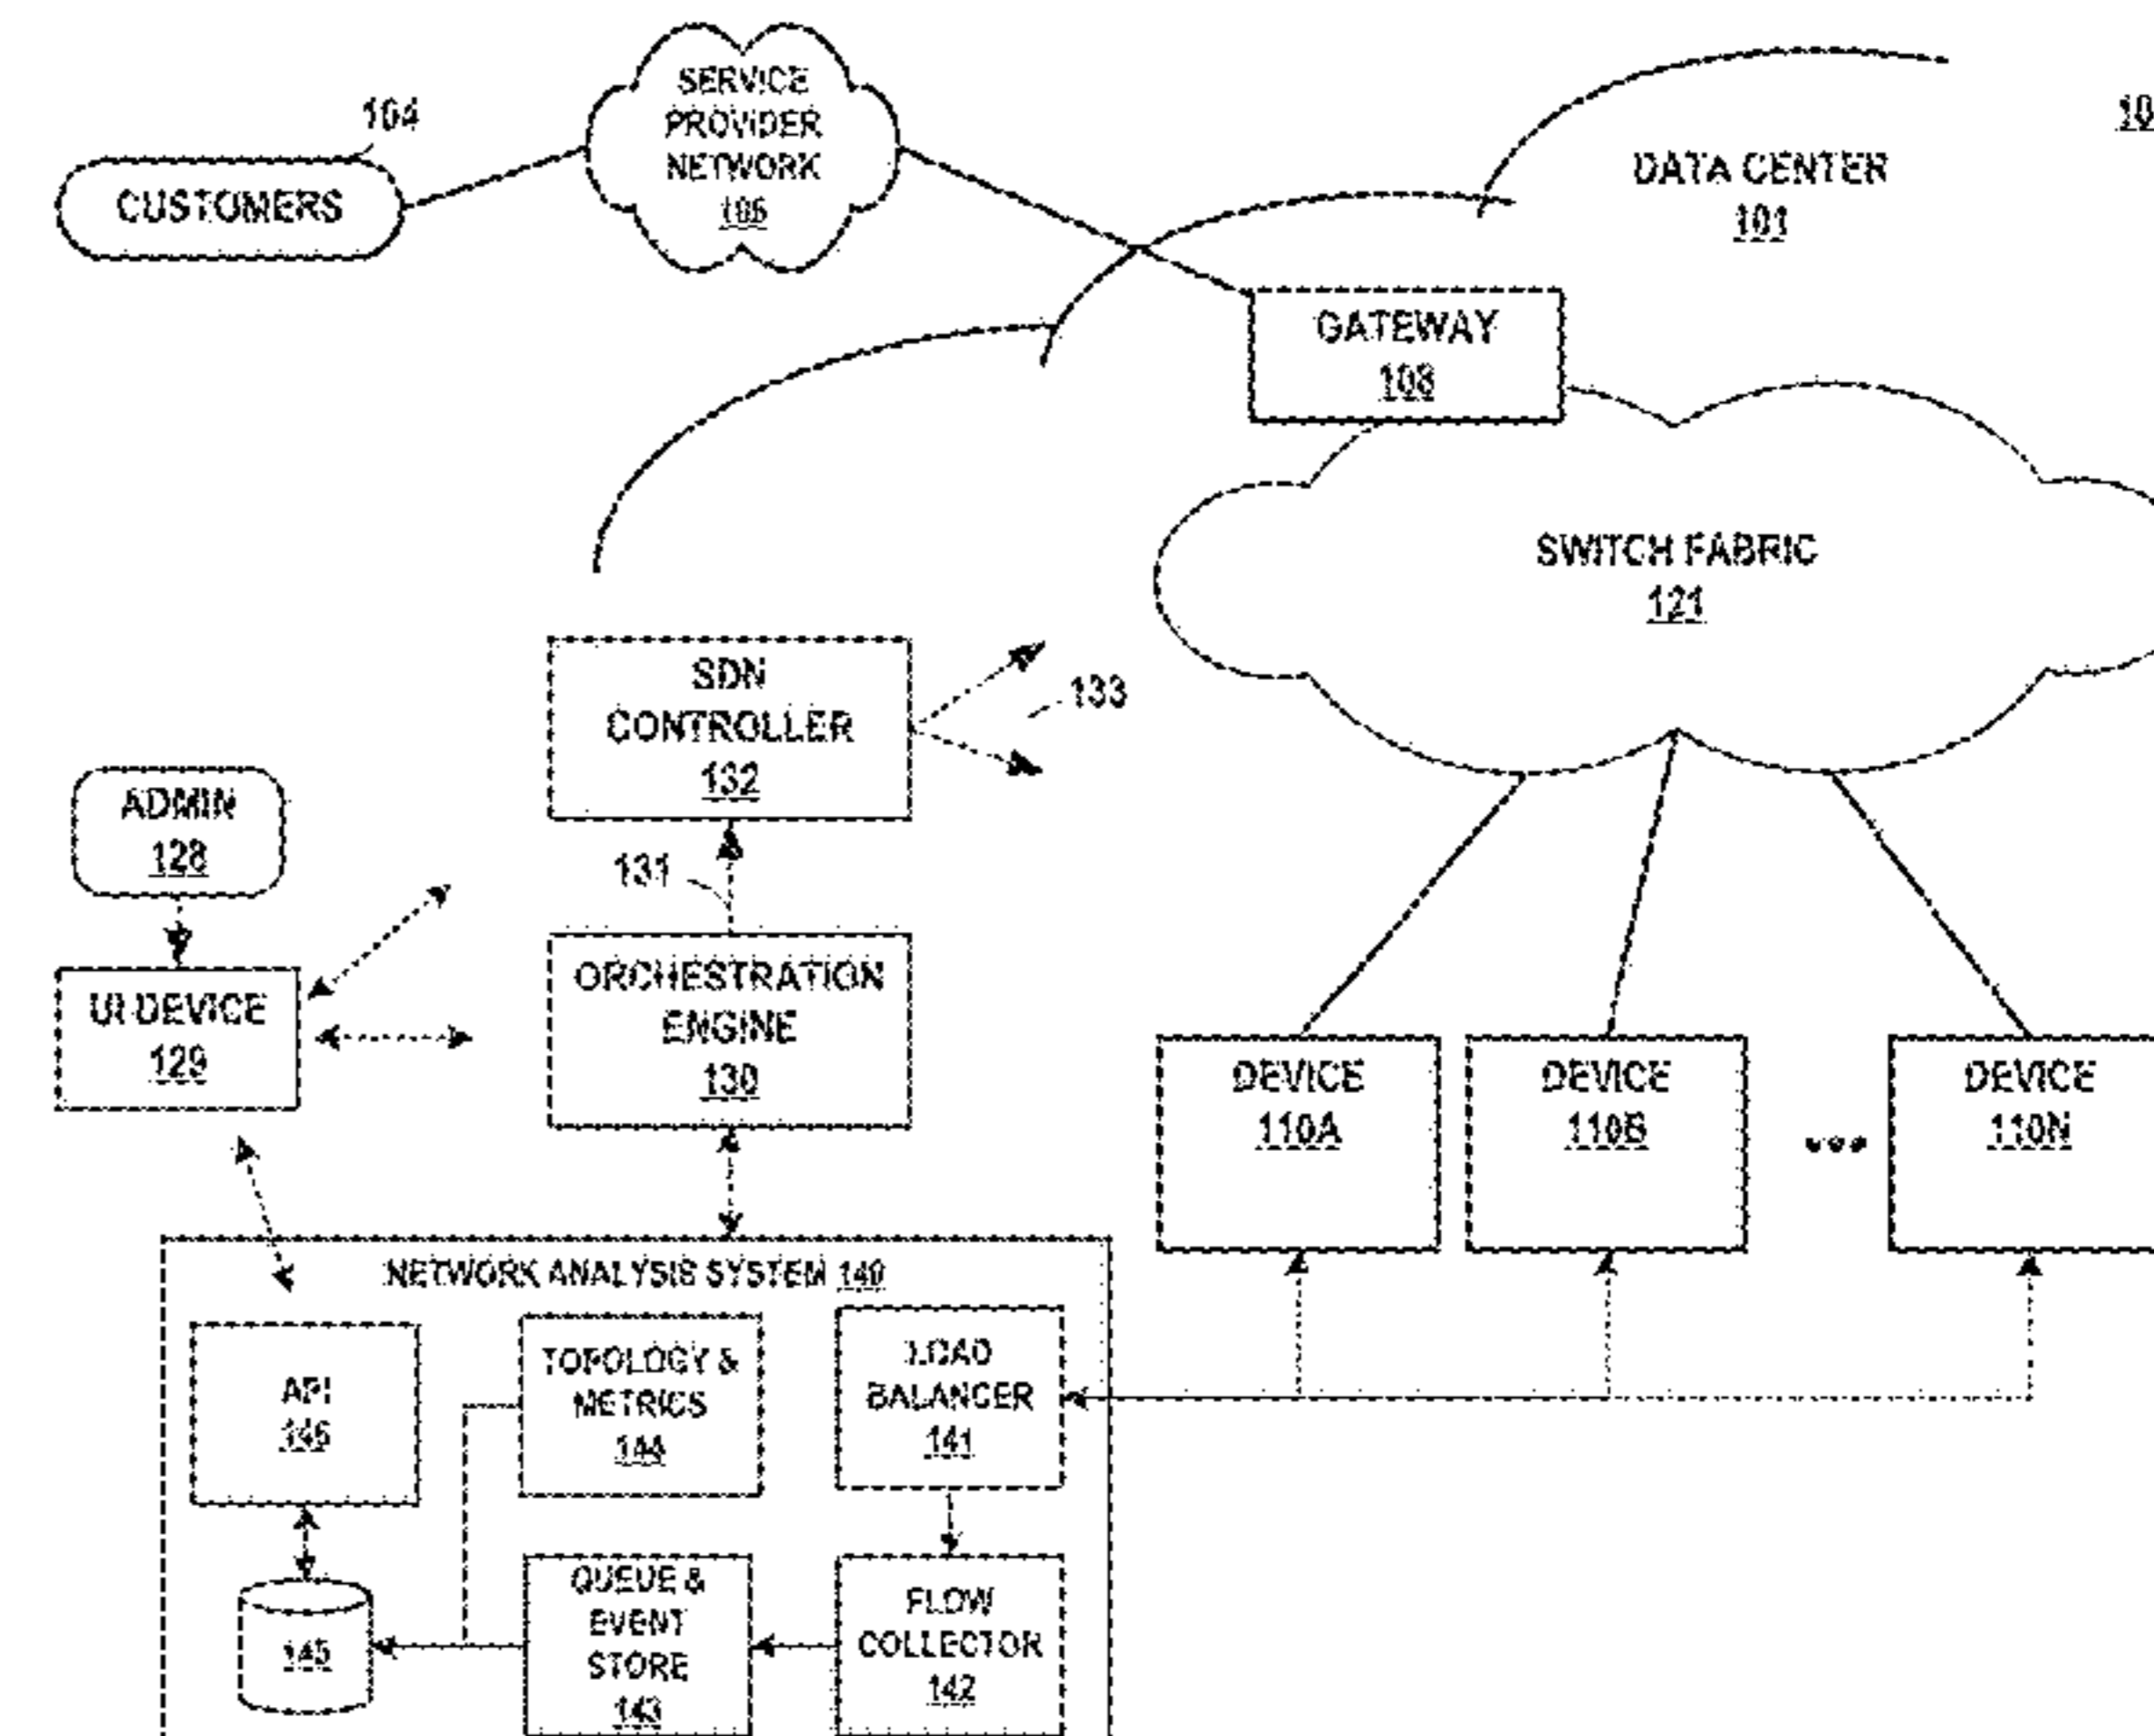 104
CUSTOMERS
SERVICE
PROVIDER
NETWORK
106
DATA CENTER
101
GATEWAY
108
SWITCH FABRIC
121
SDN
CONTROLLER
132
133
ADMIN
128
131
UI DEVICE
129
ORCHESTRATION
ENGINE
130
DEVICE
110A
DEVICE
110B
•••
DEVICE
110N
NETWORK ANALYSIS SYSTEM 140
API
146
TOPOLOGY &
METRICS
144
LOAD
BALANCER
141
145
QUEUE &
EVENT
STORE
143
FLOW
COLLECTOR
142